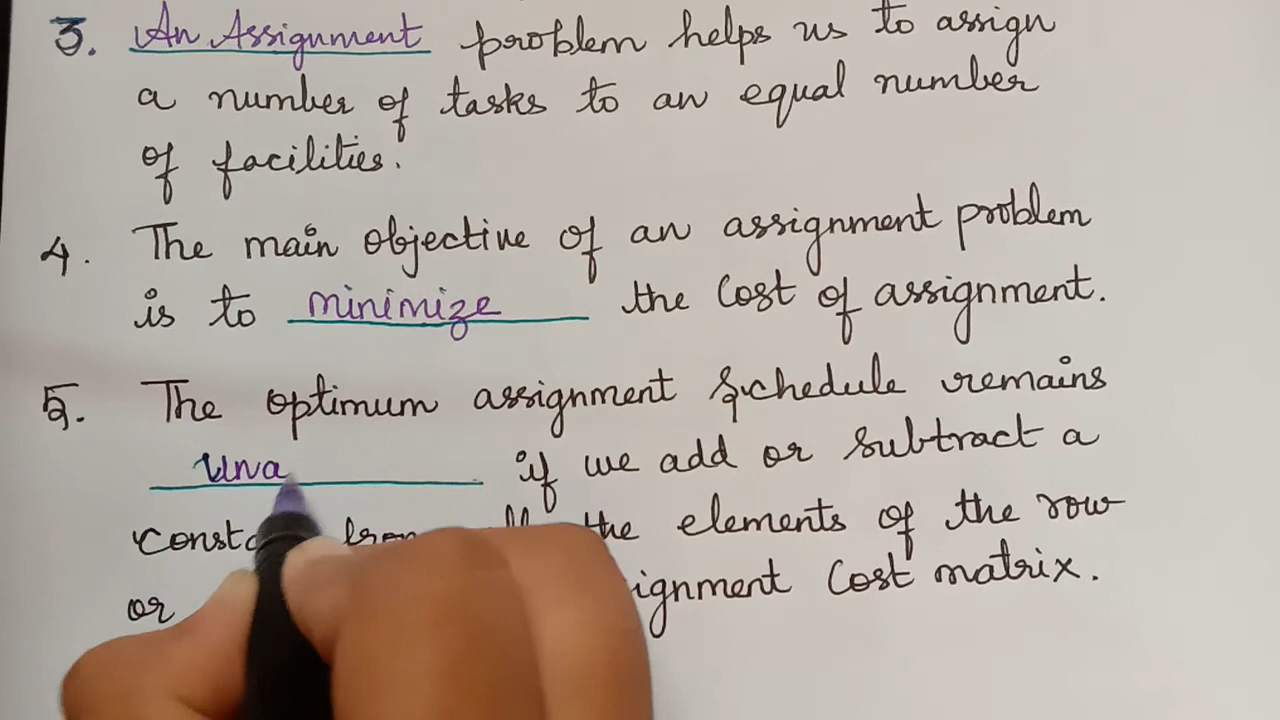 3. An Assignment problem helps us to assign
a number of tasks to an equal number
of facilities.
4. The main objective of an assignment problem
is to minimize the cost of assignment.
5. The optimum assignment schedule remains
Una if we add or subtract a
the elements of the row
or ignment cost matrix.